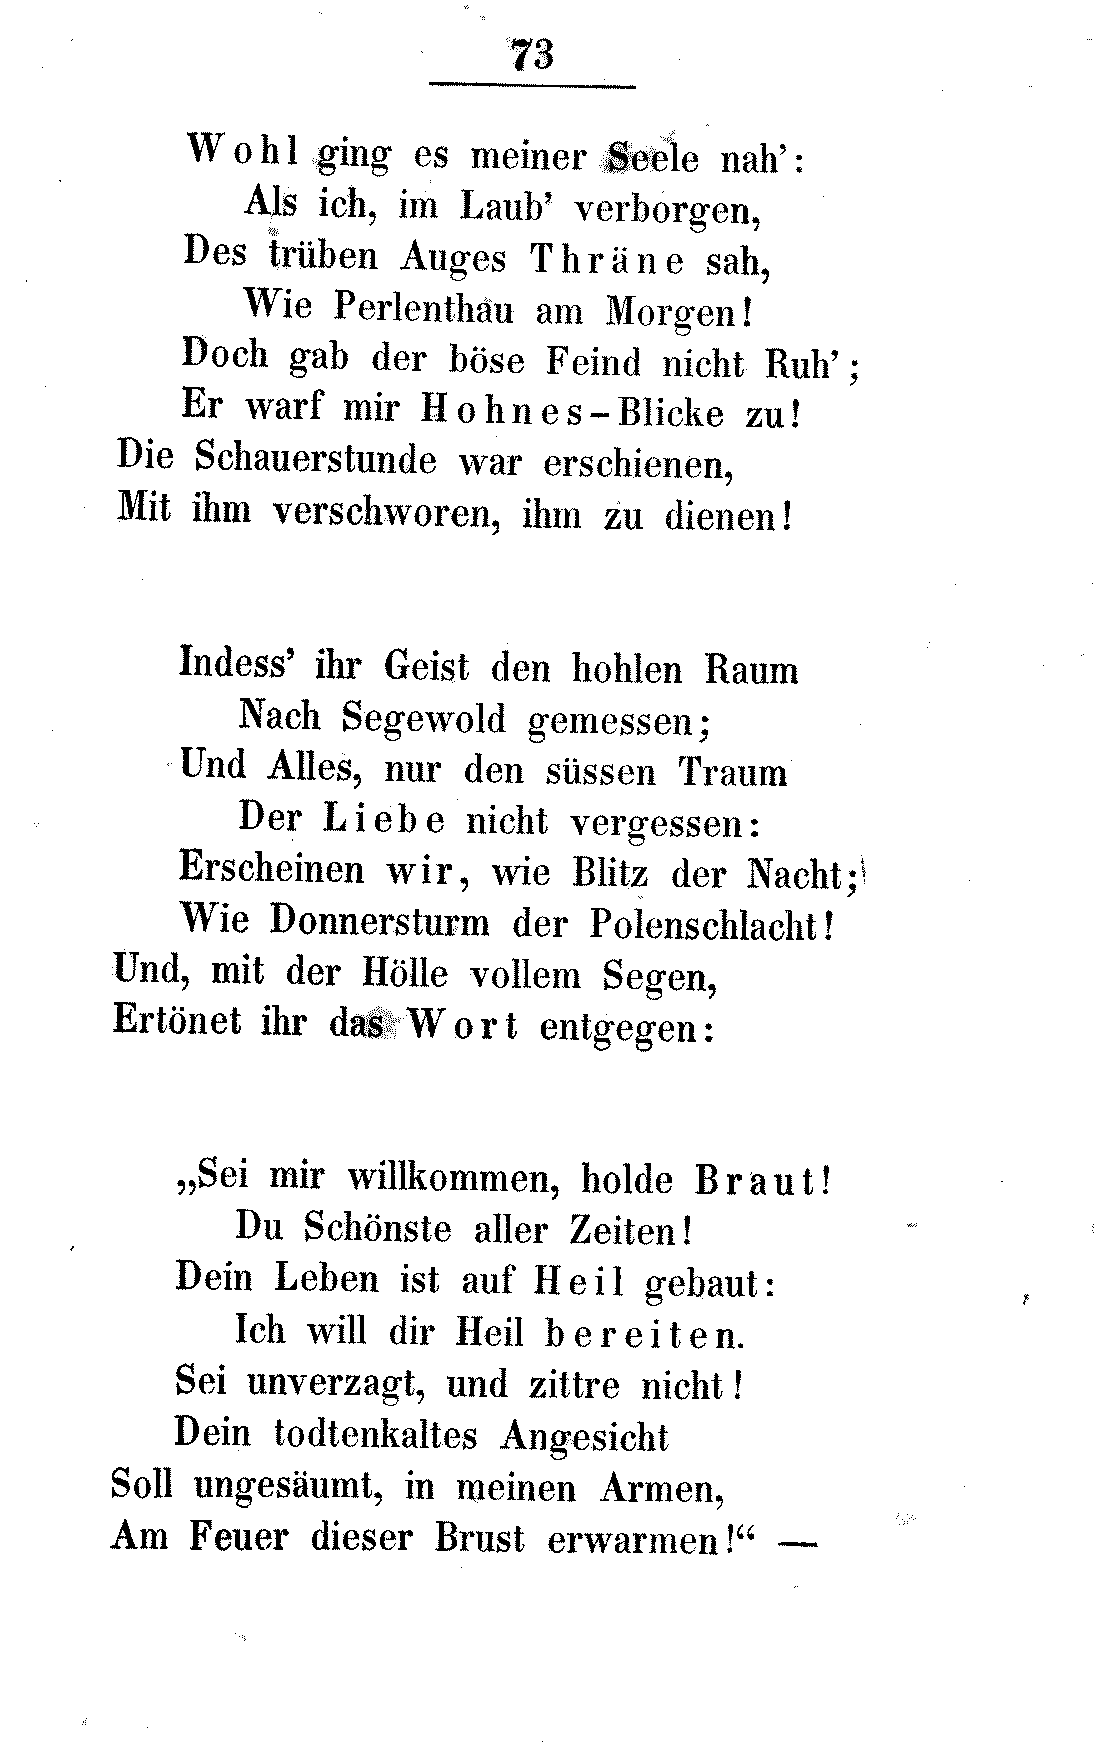 73
Wohl ging es meiner Seele nah’:
Als ich, im Laub’ verborgen,
Des trüben Auges Thräne sah,
Wie Perlenthau am Morgen!
Doch gab der böse Feind nicht Ruh’;
Er warf mir Hohnes-Blicke zu!
Die Schauerstunde war erschienen,
Mit ihm verschworen, ihm zu dienen!
Indess’ ihr Geist den hohlen Raum
Nach Segewold gemessen;
Und Alles, nur den süssen Traum
Der Liebe nicht vergessen:
Erscheinen wir, wie Blitz der Nacht;
Wie Donnersturm der Polenschlacht!
Und, mit der Hölle vollem Segen,
Ertönet ihr das Wort entgegen:
„Sei mir willkommen, holde Braut!
Du Schönste aller Zeiten!
Dein Leben ist auf Heil gebaut:
Ich will dir Heil bereiten.
Sei unverzagt, und zittre nicht!
Dein todtenkaltes Angesicht
Soll ungesäumt, in meinen Armen,
Am Feuer dieser Brust erwarmen!“ —